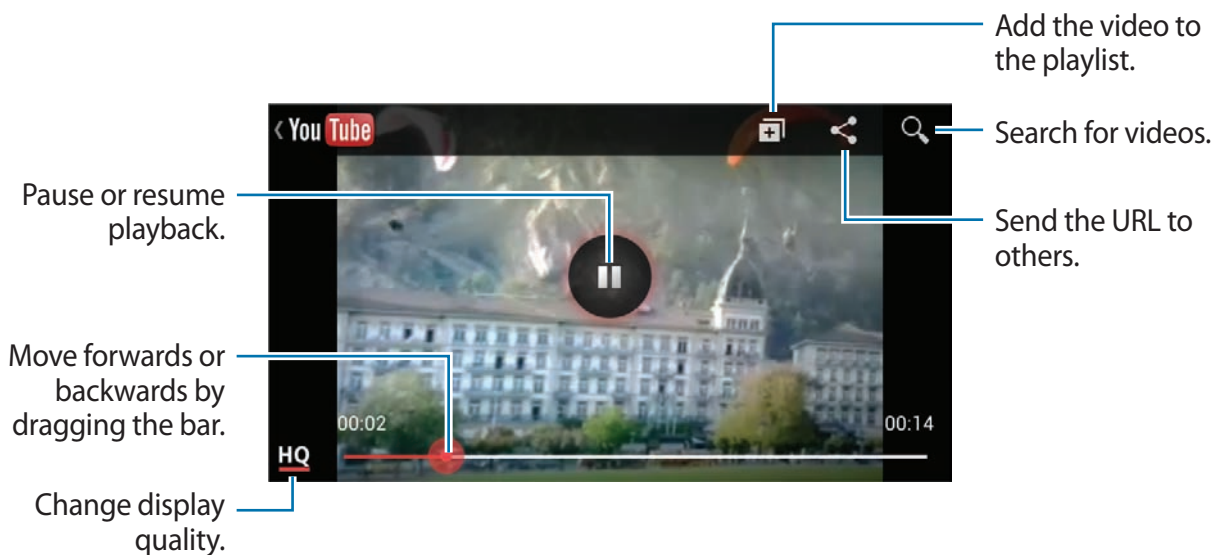 Add the video to
the playlist.
You Tube
Search for videos.
Pause or resume
playback.
Send the URL to
others.
Move forwards or
backwards by
dragging the bar.
00:02
00:14
HQ
Change display
quality.